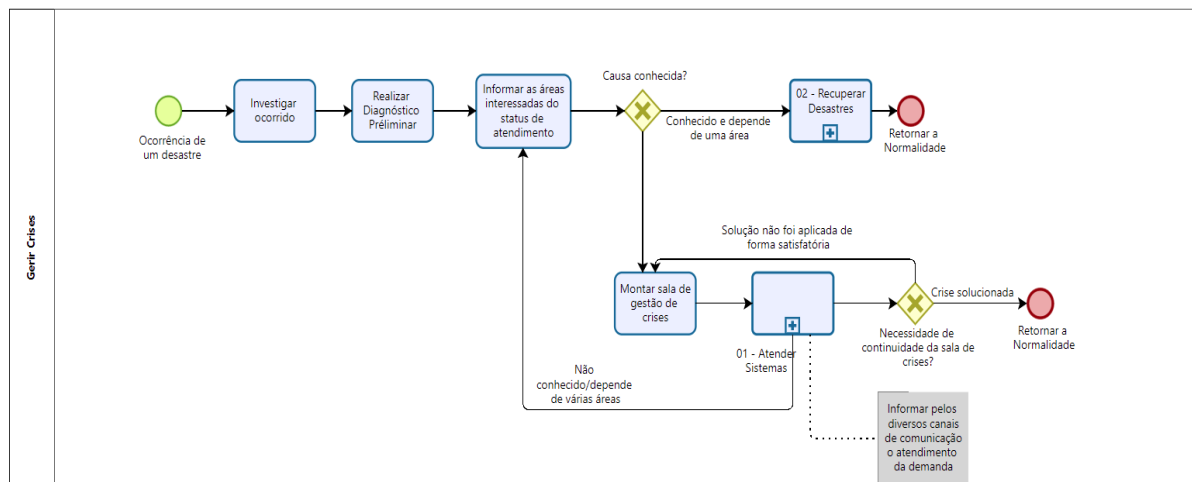 Gerir Crises
Ocorrência de
um desastre
Investigar
ocorrido
Realizar
Diagnóstico
Préliminar
Informar as áreas
interessadas do
status de
atendimento
Causa conhecida?
Conhecido e depende
de uma área
02 - Recuperar
Desastres
Retornar a
Normalidade
Solução não foi aplicada de
forma satisfatória
Montar sala de
gestão de
crises
01 - Atender
Sistemas
Crise solucionada
Necessidade de
continuidade da sala de
crises?
Retornar a
Normalidade
Não
conhecido/depende
de várias áreas
Informar pelos
diversos canais
de comunicação
o atendimento
da demanda